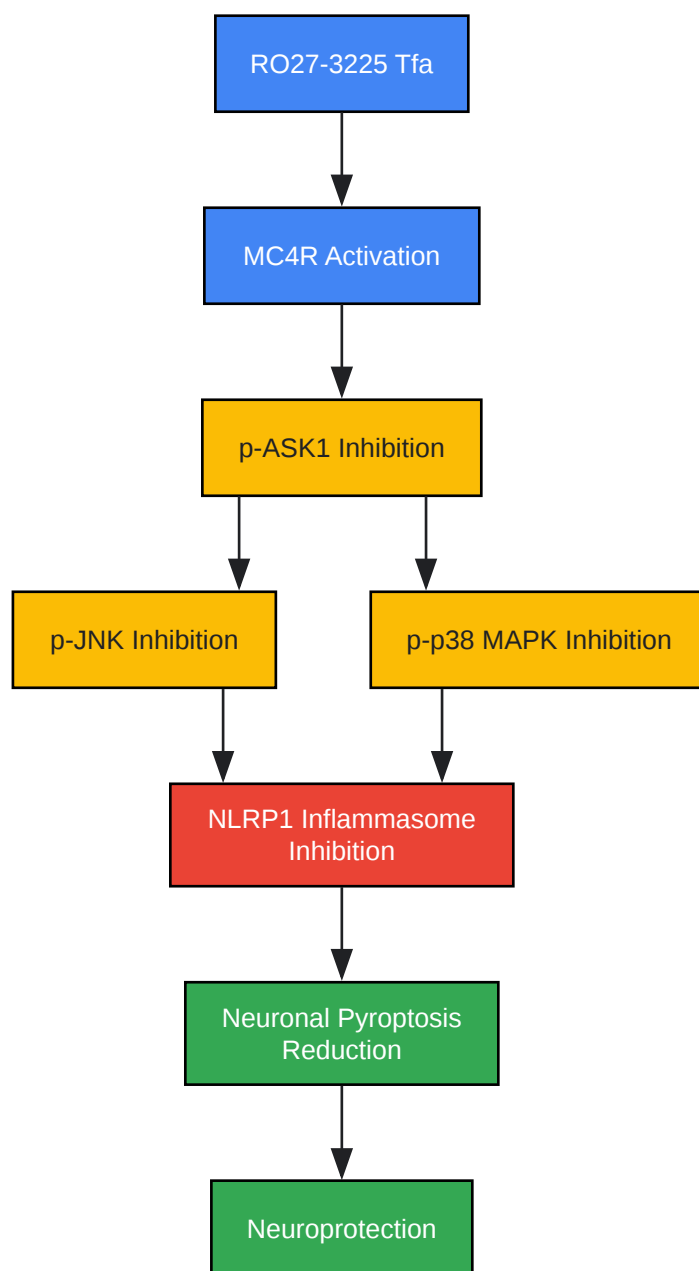 RO27-3225 Tfa
MC4R Activation
p-ASK1 Inhibition
p-JNK Inhibition
p-p38 MAPK Inhibition
NLRP1 Inflammasome
Inhibition
Neuronal Pyroptosis
Reduction
Neuroprotection